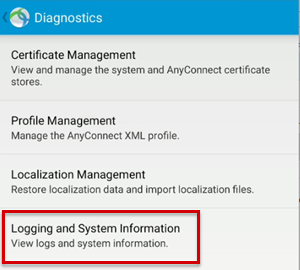 Diagnostics
Certificate Management
View and manage the system and AnyConnect certificate
stores.
Profile Management
Manage the AnyConnect XML profile.
Localization Management
Restore localization data and import localization files.
Logging and System Information
View logs and system information.